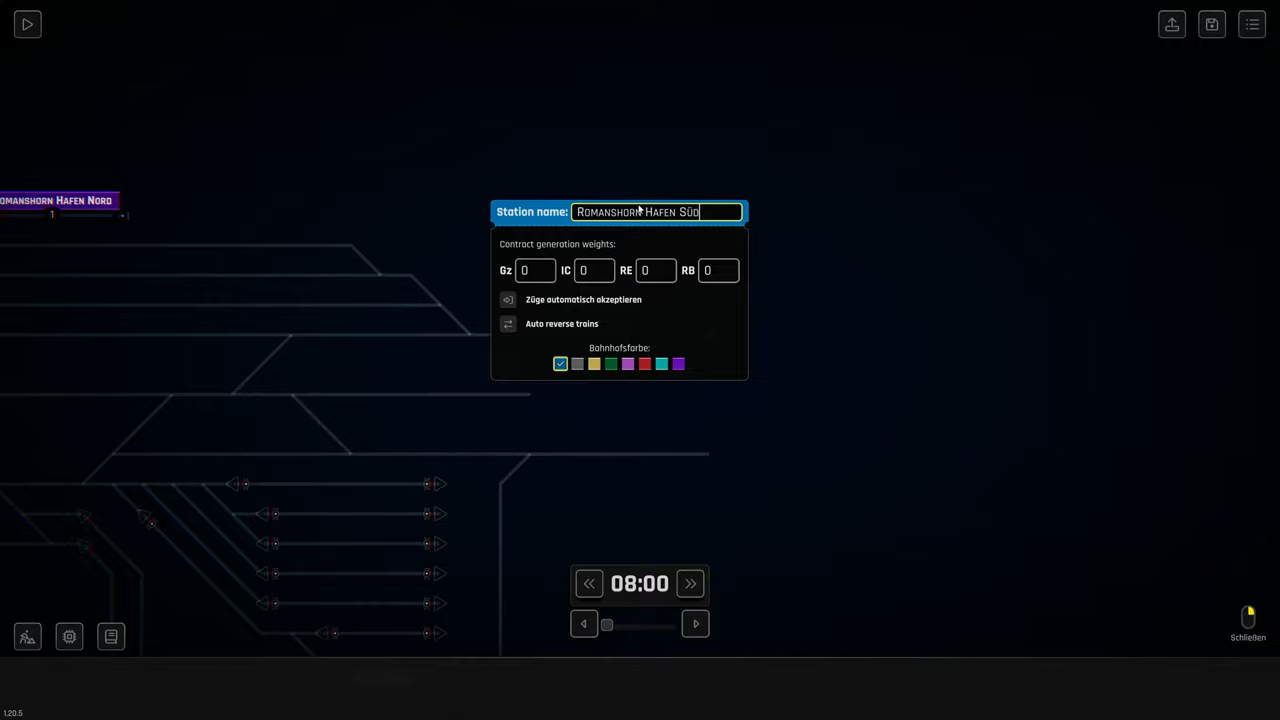 omanshorn Hafen Nord
1
Station name: Romanshorn Hafen Süd
Contract generation weights:
Gz 0 IC 0 RE 0 RB 0
Züge automatisch akzeptieren
Auto reverse trains
Bahnhofsfarbe:
08:00
Schließen
1.20.5